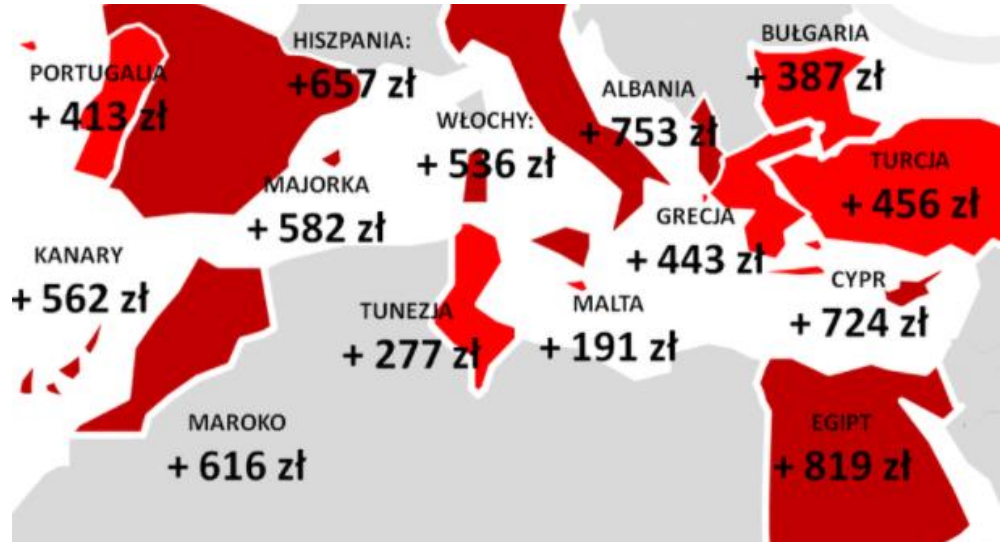 HISZPANIA:
+657 zł
BUŁGARIA
+ 387 zł
PORTUGALIA
+ 413 zł
ALBANIA
+ 753 zł
WŁOCHY:
+ 536 zł
TURCJA
+ 456 zł
MAJORKA
+ 582 zł
GRECJA
+ 443 zł
KANARY
+ 562 zł
CYPR
+ 724 zł
TUNEZJA
+ 277 zł
MALTA
+ 191 zł
MAROKO
+ 616 zł
EGIPT
+ 819 zł